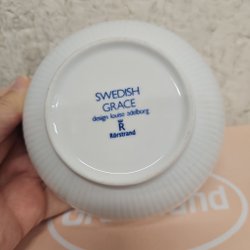 SWEDISH
GRACE
design louise adelborg
R
Rörstrand